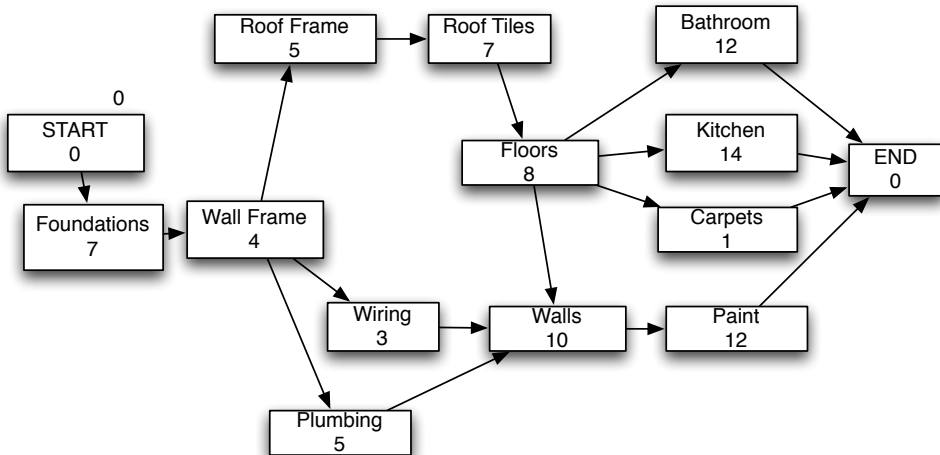 Roof Frame
5
Roof Tiles
7
Bathroom
12
0
START
0
Kitchen
14
Floors
8
END
0
Foundations
7
Wall Frame
4
Carpets
1
Wiring
3
Walls
10
Paint
12
Plumbing
5